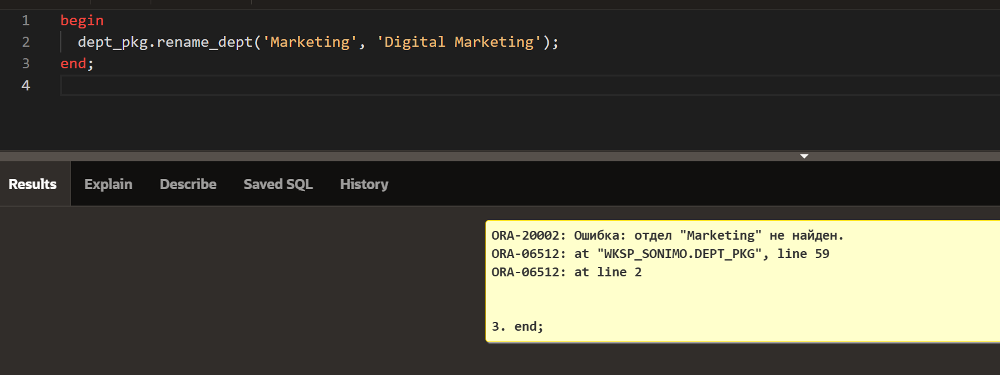 1 begin
2 dept_pkg.rename_dept('Marketing', 'Digital Marketing');
3 end;
4
Results Explain Describe Saved SQL History
ORA-20002: Ошибка: отдел "Marketing" не найден.
ORA-06512: at "WKSP_SONIMO.DEPT_PKG", line 59
ORA-06512: at line 2
3. end;